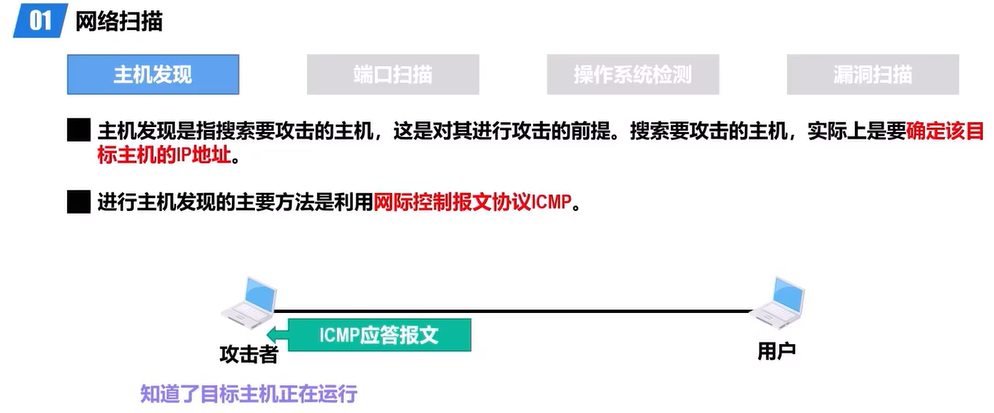 01 网络扫描
主机发现 端口扫描 操作系统检测 漏洞扫描
主机发现是指搜索要攻击的主机，这是对其进行攻击的前提。搜索要攻击的主机，实际上是要确定该目
标主机的IP地址。
进行主机发现的主要方法是利用网际控制报文协议ICMP。
ICMP应答报文
攻击者 用户
知道了目标主机正在运行